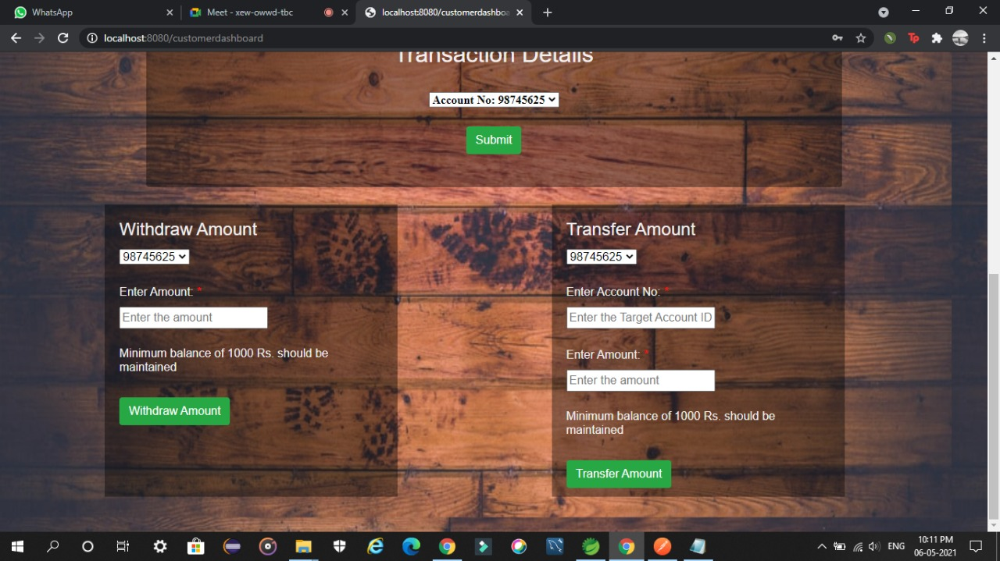 WhatsApp
Meet - xew-owwd-tbc
localhost:8080/customerdashboa
localhost:8080/customerdashboard
Transaction Details
Account No: 98745625
Submit
Withdraw Amount
98745625
Enter Amount: *
Enter the amount
Minimum balance of 1000 Rs. should be
maintained
Withdraw Amount
Transfer Amount
98745625
Enter Account No: *
Enter the Target Account ID
Enter Amount: *
Enter the amount
Minimum balance of 1000 Rs. should be
maintained
Transfer Amount
Tp
ENG
10:11 PM
06-05-2021